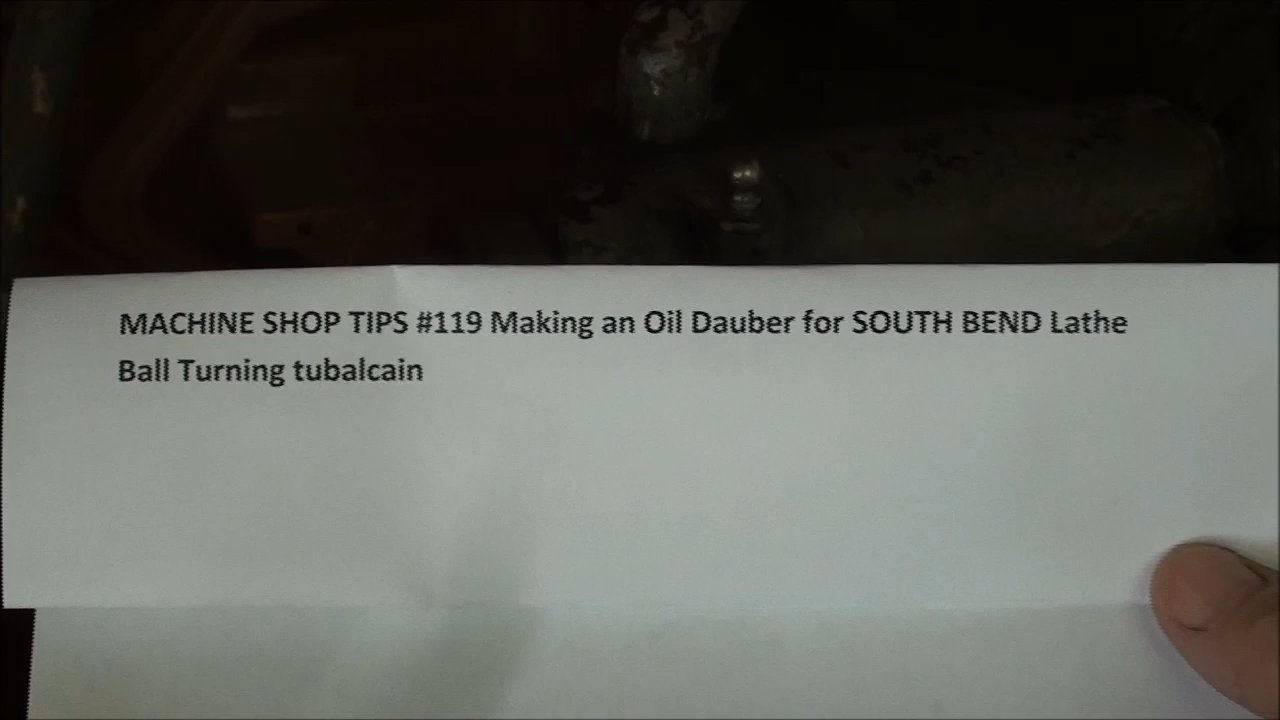 MACHINE SHOP TIPS #119 Making an Oil Dauber for SOUTH BEND Lathe
Ball Turning tubalcain